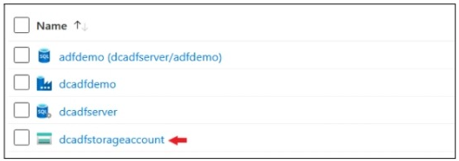 Name ↑↓
adfdemo (dcadfserver/adfdemo)
dcadfdemo
dcadfserver
dcadfstorageaccount